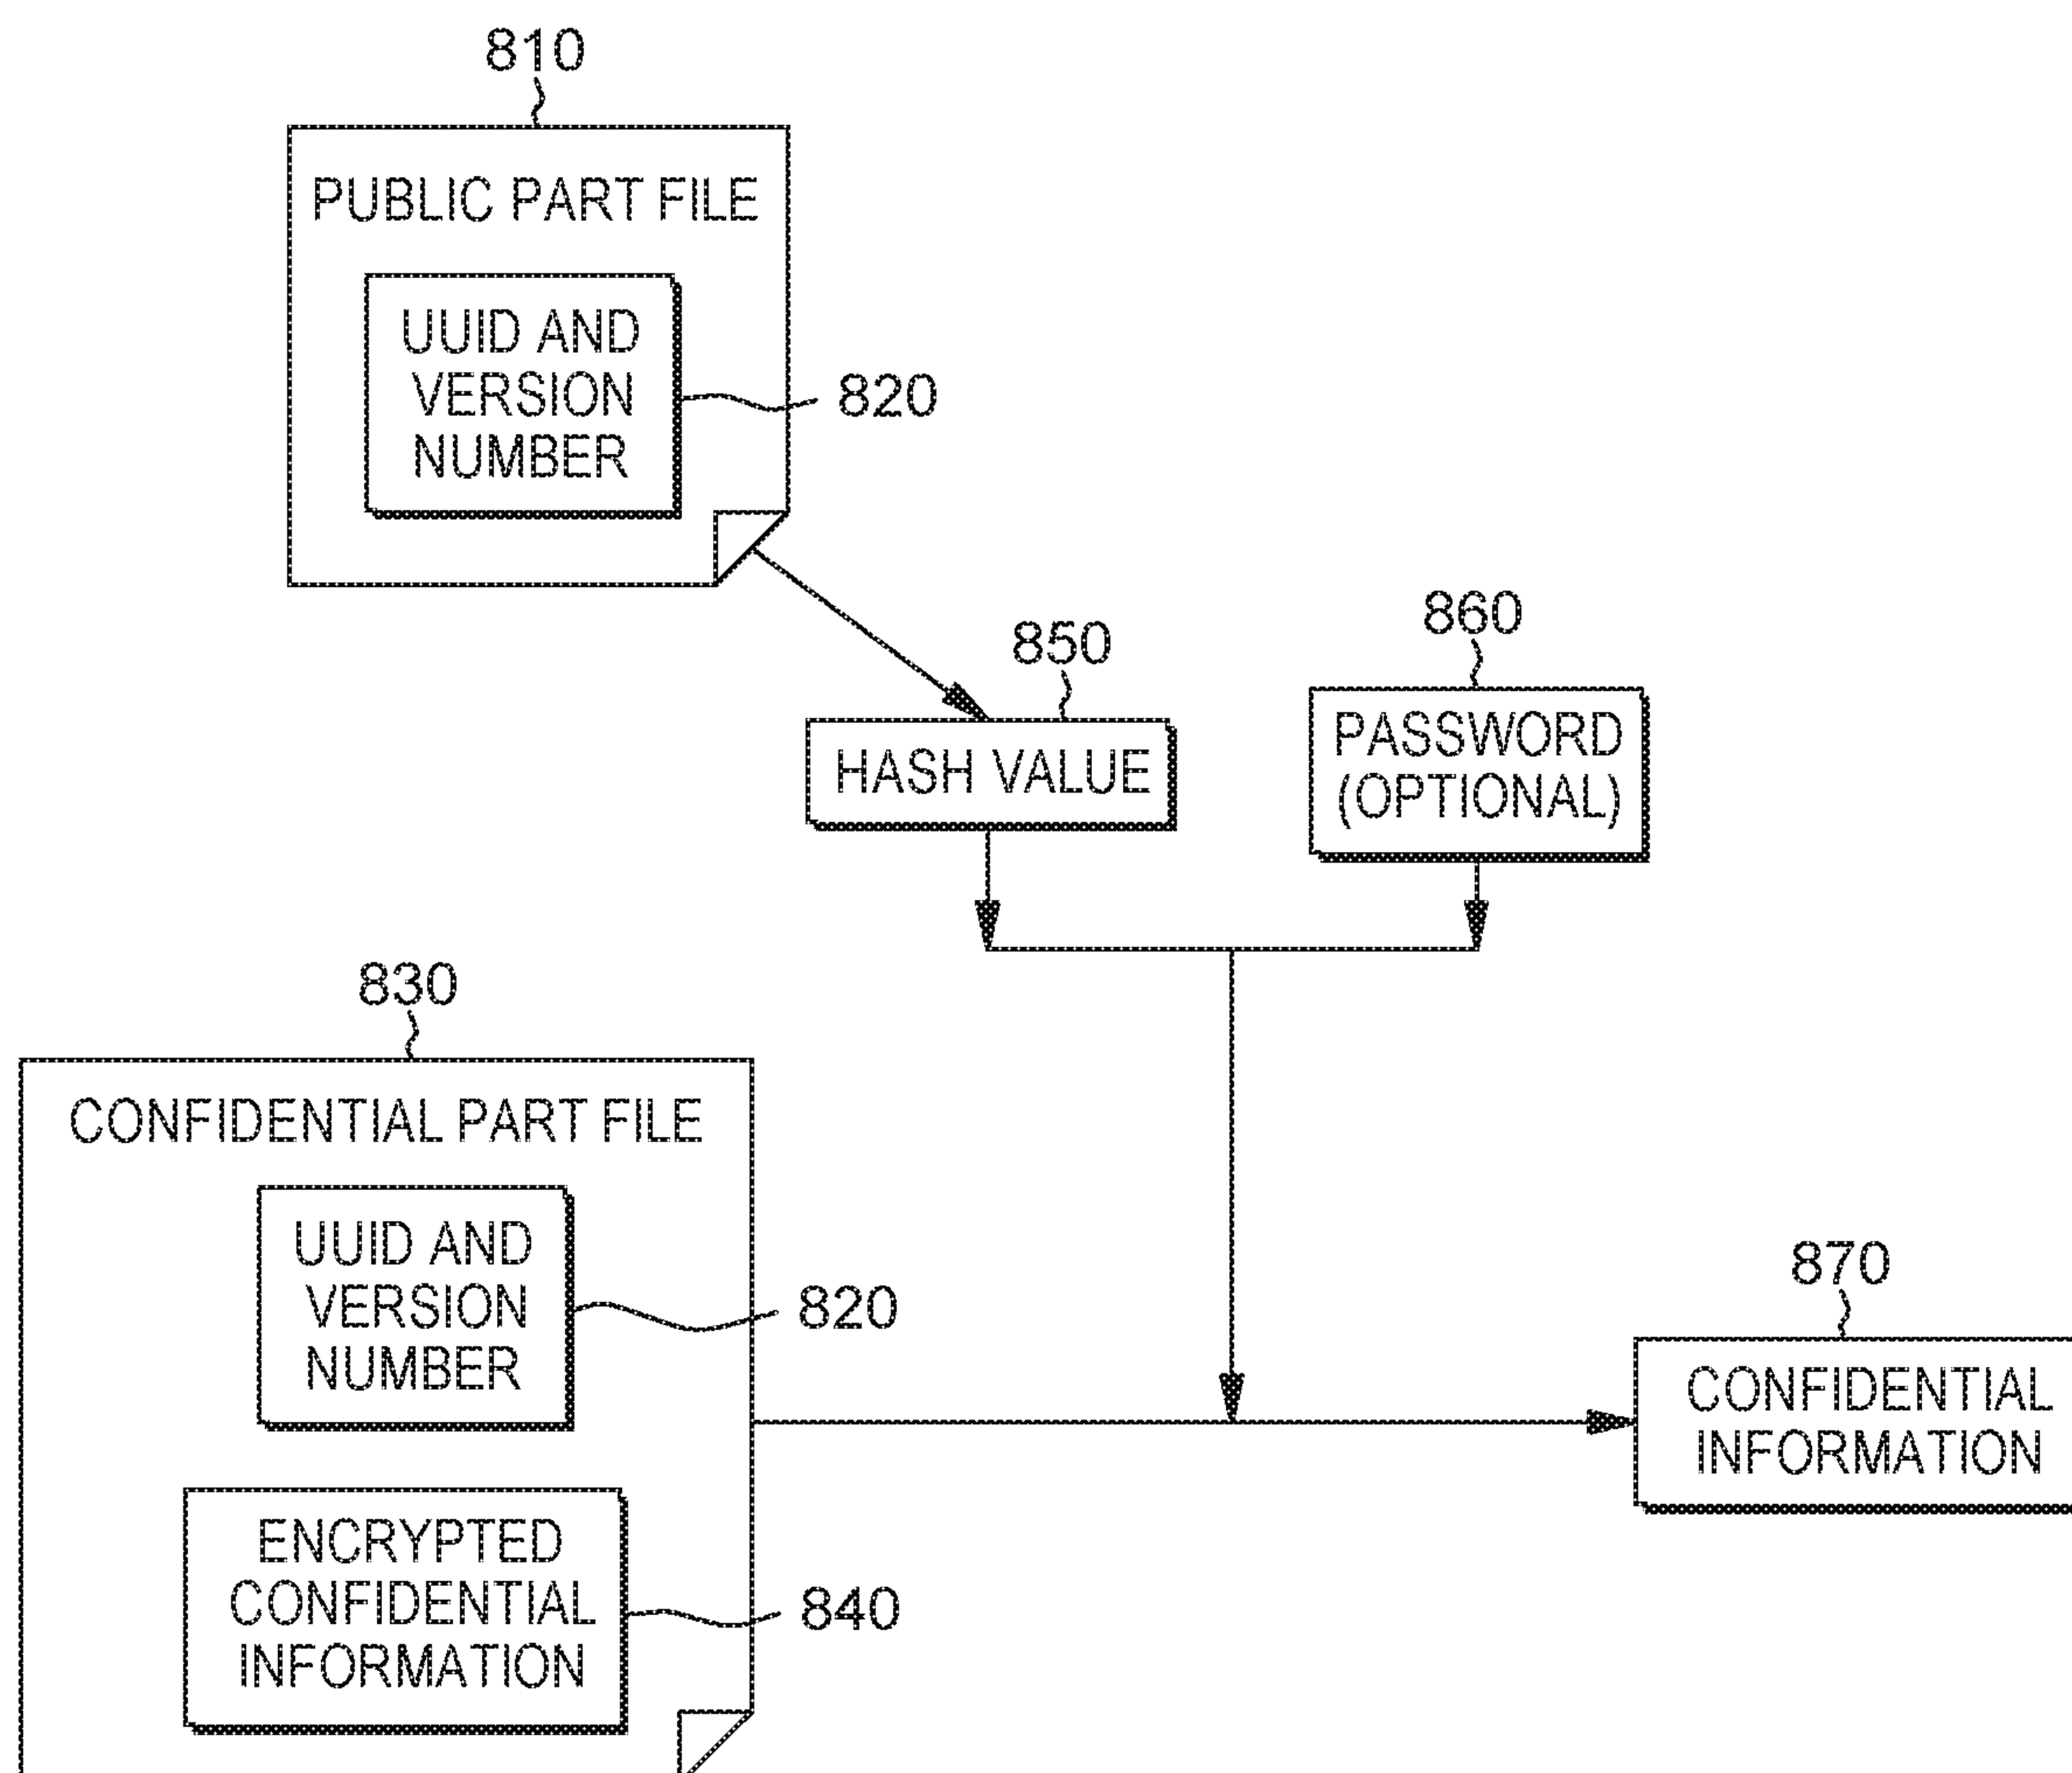 810
PUBLIC PART FILE
UUID AND
VERSION
NUMBER
820
850
HASH VALUE
860
PASSWORD
(OPTIONAL)
830
CONFIDENTIAL PART FILE
UUID AND
VERSION
NUMBER
820
ENCRYPTED
CONFIDENTIAL
INFORMATION
840
870
CONFIDENTIAL
INFORMATION